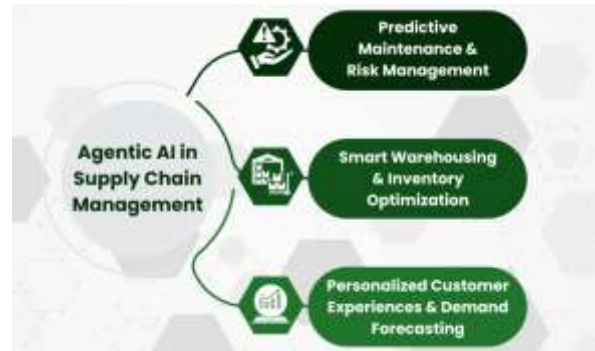 Predictive
Maintenance &
Risk Management
Agentic AI in
Supply Chain
Management
Smart Warehousing
& Inventory
Optimization
Personalized Customer
Experiences & Demand
Forecasting